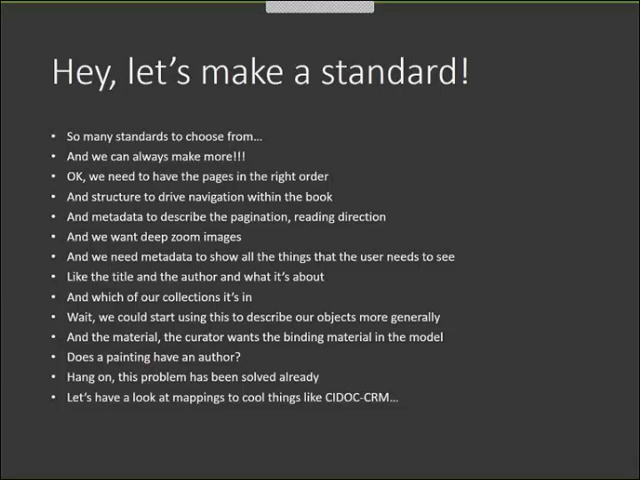 Hey, let's make a standard!
• So many standards to choose from…
• And we can always make more!!!
• OK, we need to have the pages in the right order
• And structure to drive navigation within the book
• And metadata to describe the pagination, reading direction
• And we want deep zoom images
• And we need metadata to show all the things that the user needs to see
• Like the title and the author and what it's about
• And which of our collections it's in
• Wait, we could start using this to describe our objects more generally
• And the material, the curator wants the binding material in the model
• Does a painting have an author?
• Hang on, this problem has been solved already
• Let's have a look at mappings to cool things like CIDOC-CRM…